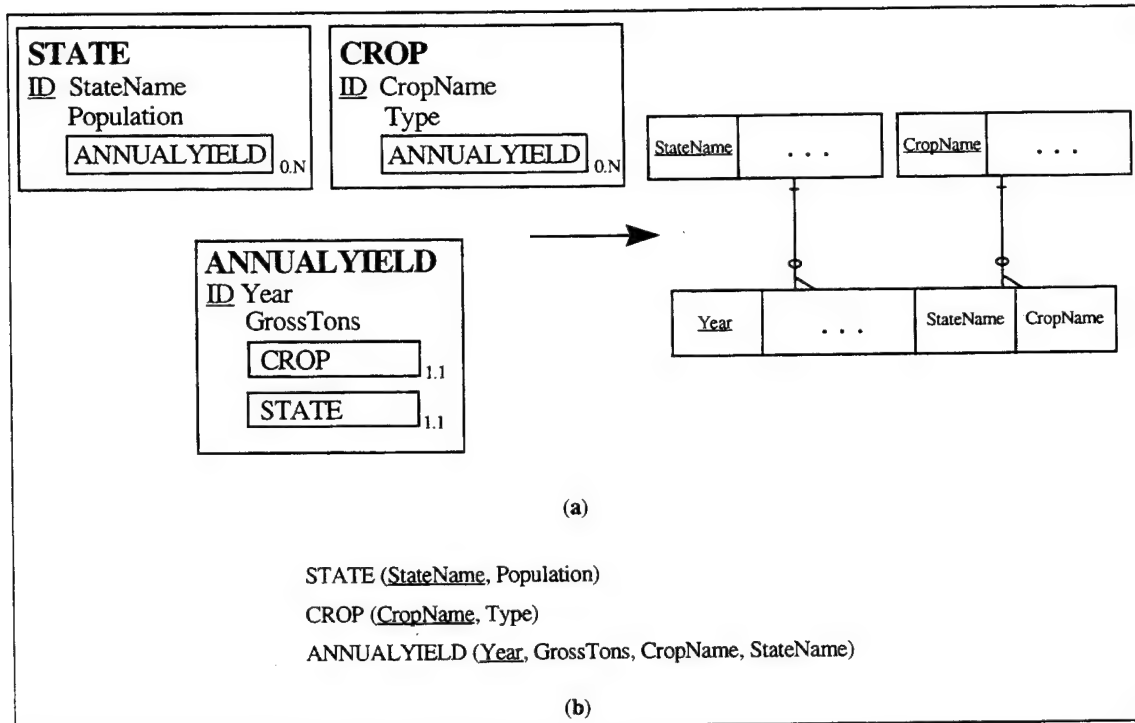 STATE
ID StateName
Population
ANNUALYIELD 0.N
CROP
ID CropName
Type
ANNUALYIELD 0.N
ANNUALYIELD
ID Year
GrossTons
CROP 1.1
STATE 1.1
StateName . . .
CropName . . .
Year . . . StateName CropName
(a)
STATE (StateName, Population)
CROP (CropName, Type)
ANNUALYIELD (Year, GrossTons, CropName, StateName)
(b)